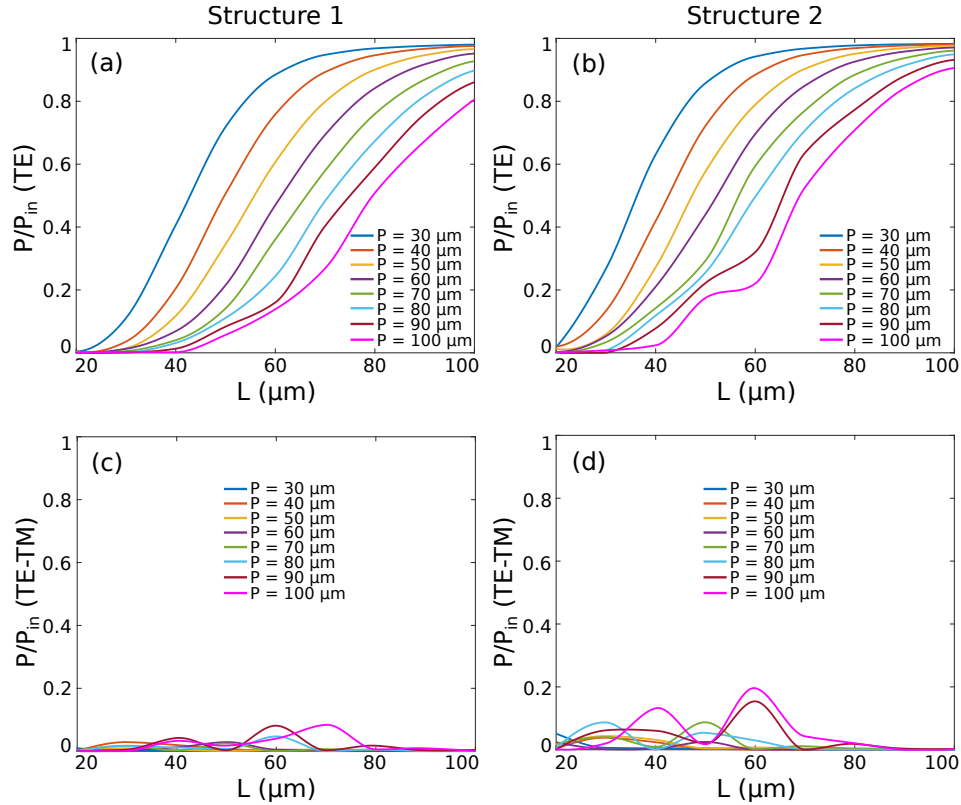 Structure 1
Structure 2
(a)
P/P_in (TE)
1
0.8
0.6
0.4
0.2
0
P = 30 μm
P = 40 μm
P = 50 μm
P = 60 μm
P = 70 μm
P = 80 μm
P = 90 μm
P = 100 μm
20 40 60 80 100
L (μm)
(b)
P/P_in (TE)
1
0.8
0.6
0.4
0.2
0
P = 30 μm
P = 40 μm
P = 50 μm
P = 60 μm
P = 70 μm
P = 80 μm
P = 90 μm
P = 100 μm
20 40 60 80 100
L (μm)
(c)
P/P_in (TE-TM)
1
0.8
0.6
0.4
0.2
0
P = 30 μm
P = 40 μm
P = 50 μm
P = 60 μm
P = 70 μm
P = 80 μm
P = 90 μm
P = 100 μm
20 40 60 80 100
L (μm)
(d)
P/P_in (TE-TM)
1
0.8
0.6
0.4
0.2
0
P = 30 μm
P = 40 μm
P = 50 μm
P = 60 μm
P = 70 μm
P = 80 μm
P = 90 μm
P = 100 μm
20 40 60 80 100
L (μm)